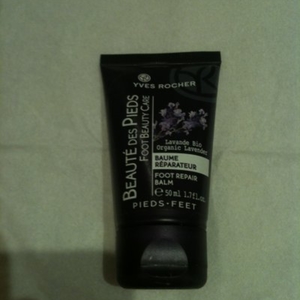 YVES ROCHER
BEAUTÉ DES PIEDS
FOOT BEAUTY CARE
Lavande Bio
Organic Lavender
BAUME
RÉPARATEUR
FOOT REPAIR
BALM
50 ml 1.7 fl.oz.
PIEDS-FEET